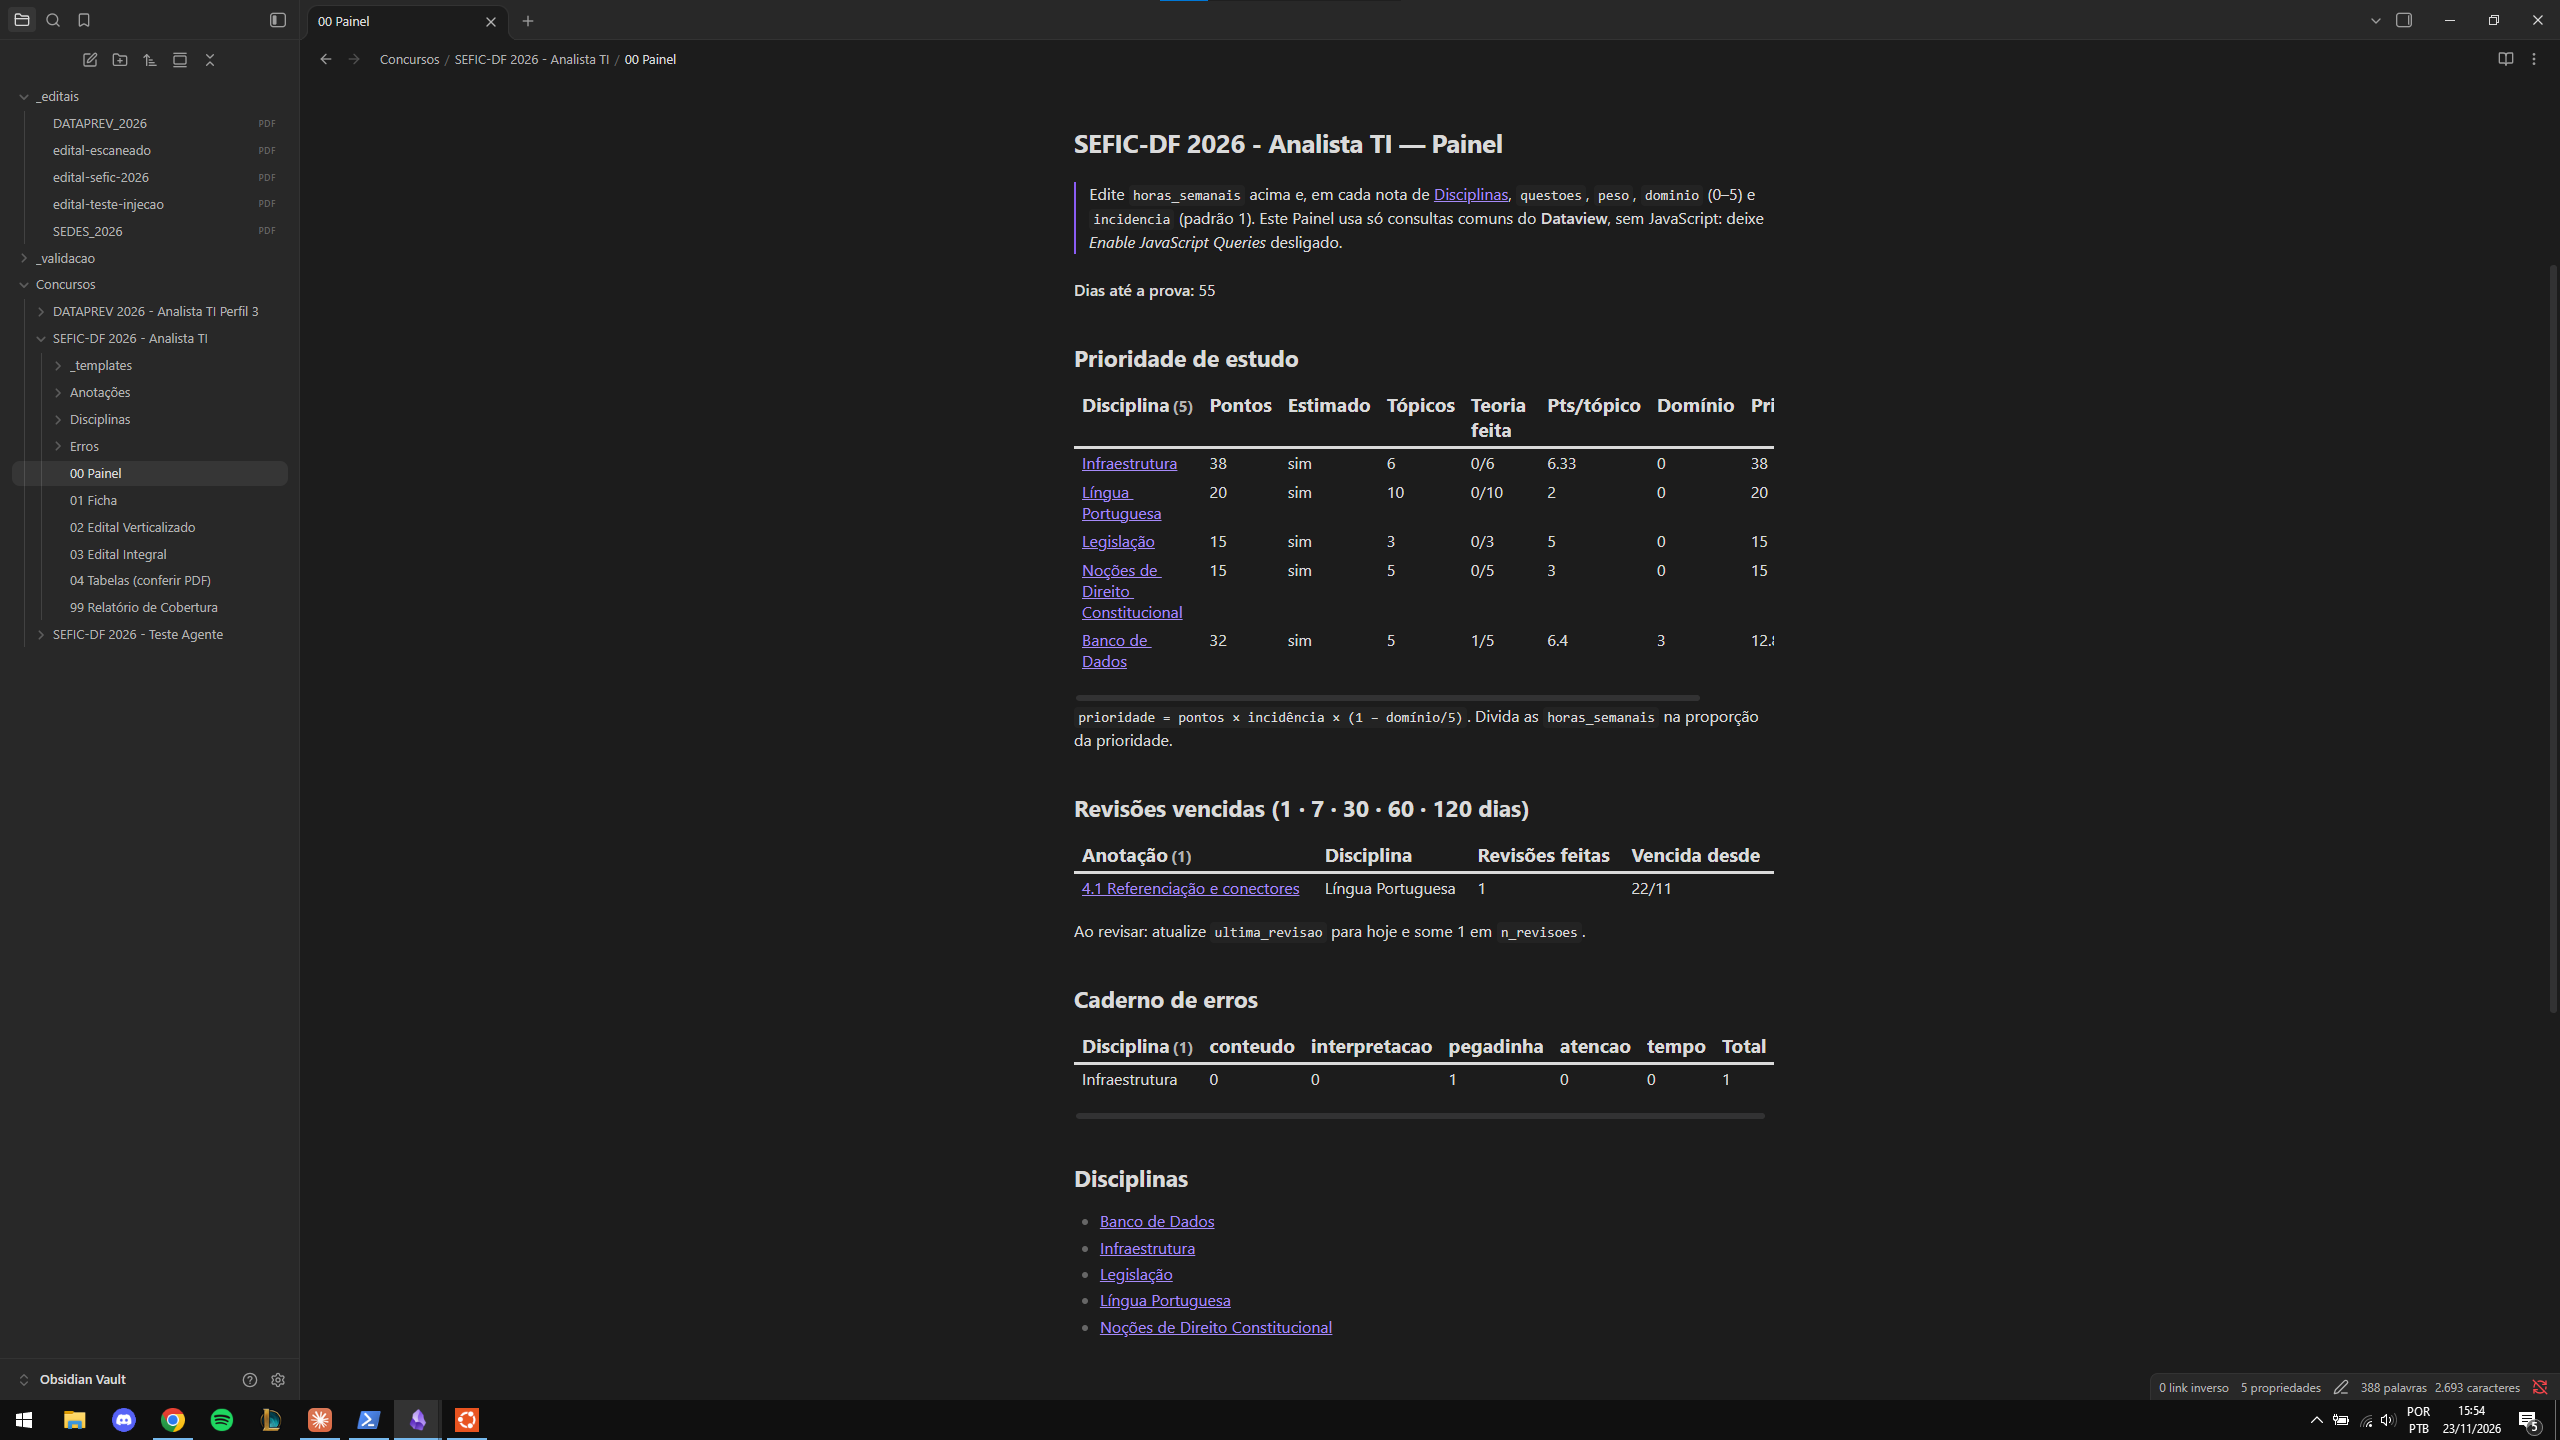 00 Painel
Concursos / SEFIC-DF 2026 - Analista TI / 00 Painel
_editais
DATAPREV_2026 PDF
edital-escaneado PDF
edital-sefic-2026 PDF
edital-teste-injecao PDF
SEDES_2026 PDF
_validacao
Concursos
DATAPREV 2026 - Analista TI Perfil 3
SEFIC-DF 2026 - Analista TI
_templates
Anotações
Disciplinas
Erros
00 Painel
01 Ficha
02 Edital Verticalizado
03 Edital Integral
04 Tabelas (conferir PDF)
99 Relatório de Cobertura
SEFIC-DF 2026 - Teste Agente
Obsidian Vault
SEFIC-DF 2026 - Analista TI — Painel
Edite horas_semanais acima e, em cada nota de Disciplinas, questoes, peso, dominio (0–5) e
incidencia (padrão 1). Este Painel usa só consultas comuns do Dataview, sem JavaScript: deixe
Enable JavaScript Queries desligado.
Dias até a prova: 55
Prioridade de estudo
Disciplina (5) Pontos Estimado Tópicos Teoria Pts/tópico Domínio Pri
feita
Infraestrutura 38 sim 6 0/6 6.33 0 38
Língua 20 sim 10 0/10 2 0 20
Portuguesa
Legislação 15 sim 3 0/3 5 0 15
Noções de 15 sim 5 0/5 3 0 15
Direito
Constitucional
Banco de 32 sim 5 1/5 6.4 3 12.8
Dados
prioridade = pontos × incidência × (1 − domínio/5). Divida as horas_semanais na proporção
da prioridade.
Revisões vencidas (1 · 7 · 30 · 60 · 120 dias)
Anotação (1) Disciplina Revisões feitas Vencida desde
4.1 Referenciação e conectores Língua Portuguesa 1 22/11
Ao revisar: atualize ultima_revisao para hoje e some 1 em n_revisoes.
Caderno de erros
Disciplina (1) conteudo interpretacao pegadinha atencao tempo Total
Infraestrutura 0 0 1 0 0 1
Disciplinas
Banco de Dados
Infraestrutura
Legislação
Língua Portuguesa
Noções de Direito Constitucional
0 link inverso 5 propriedades 388 palavras 2.693 caracteres
POR 15:54
PTB 23/11/2026 5